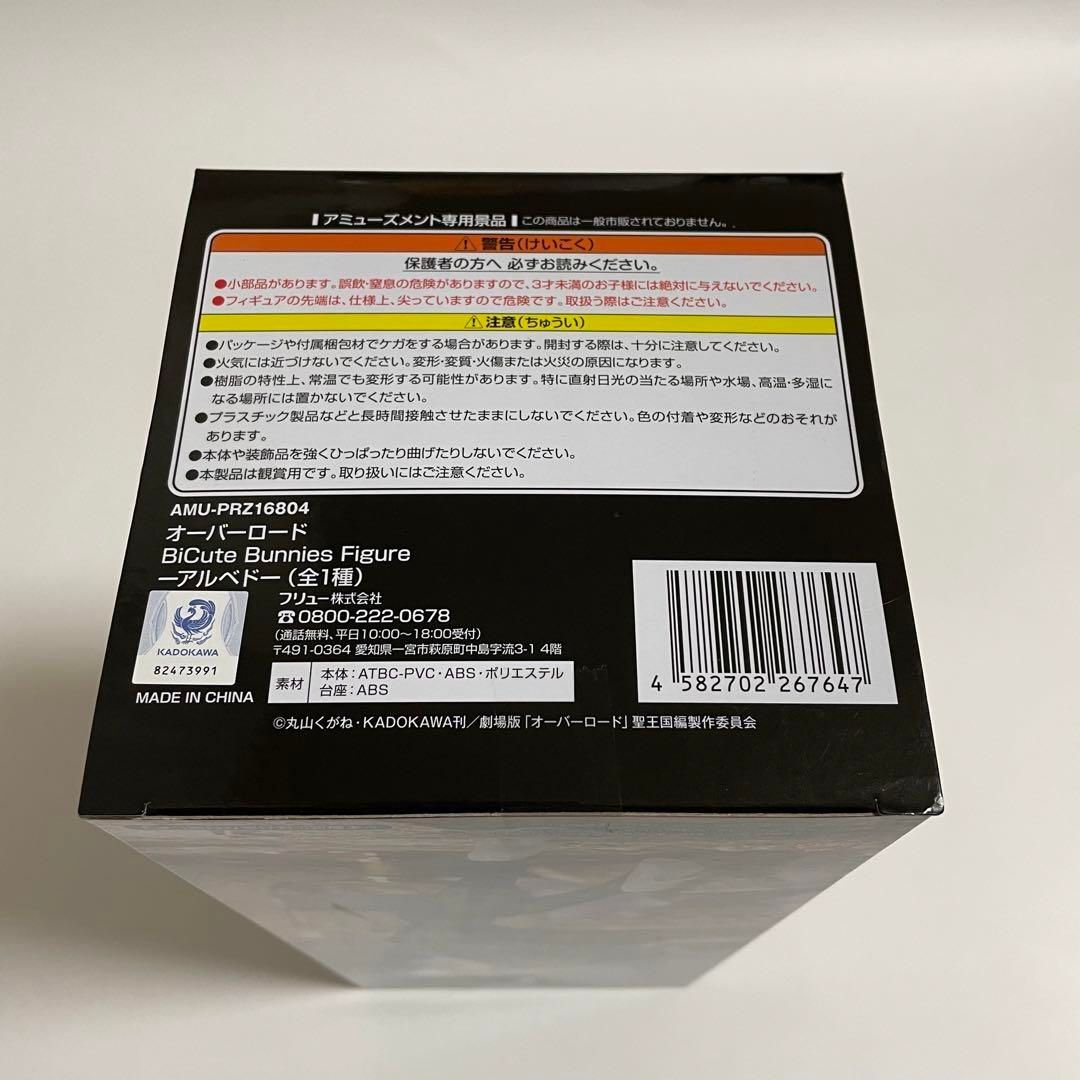 アミューズメント専用景品 この商品は一般市販されておりません。
⚠警告(けいこく)
保護者の方へ 必ずお読みください。
●小部品があります。誤飲・窒息の危険がありますので、3才未満のお子様には絶対に与えないでください。
●フィギュアの先端は、仕様上、尖っていますので危険です。取扱う際はご注意ください。
⚠注意(ちゅうい)
●パッケージや付属梱包材でケガをする場合があります。開封する際は、十分に注意してください。
●火気には近づけないでください。変形・変質・火傷または火災の原因になります。
●樹脂の特性上、常温でも変形する可能性があります。特に直射日光の当たる場所や水場、高温・多湿に
なる場所には置かないでください。
●プラスチック製品などと長時間接触させたままにしないでください。色の付着や変形などのおそれが
あります。
●本体や装飾品を強くひっぱったり曲げたりしないでください。
●本製品は観賞用です。取り扱いにはご注意ください。
AMU-PRZ16804
オーバーロード
BiCute Bunnies Figure
ーアルベドー(全1種)
フリュー株式会社
☎0800-222-0678
(通話無料、平日10:00〜18:00受付)
〒491-0364 愛知県一宮市萩原町中島字流3-1 4階
KADOKAWA
82473991
MADE IN CHINA
素材 本体:ATBC-PVC・ABS・ポリエステル
台座:ABS
4 582702 267647
©丸山くがね・KADOKAWA刊/劇場版「オーバーロード」聖王国編製作委員会